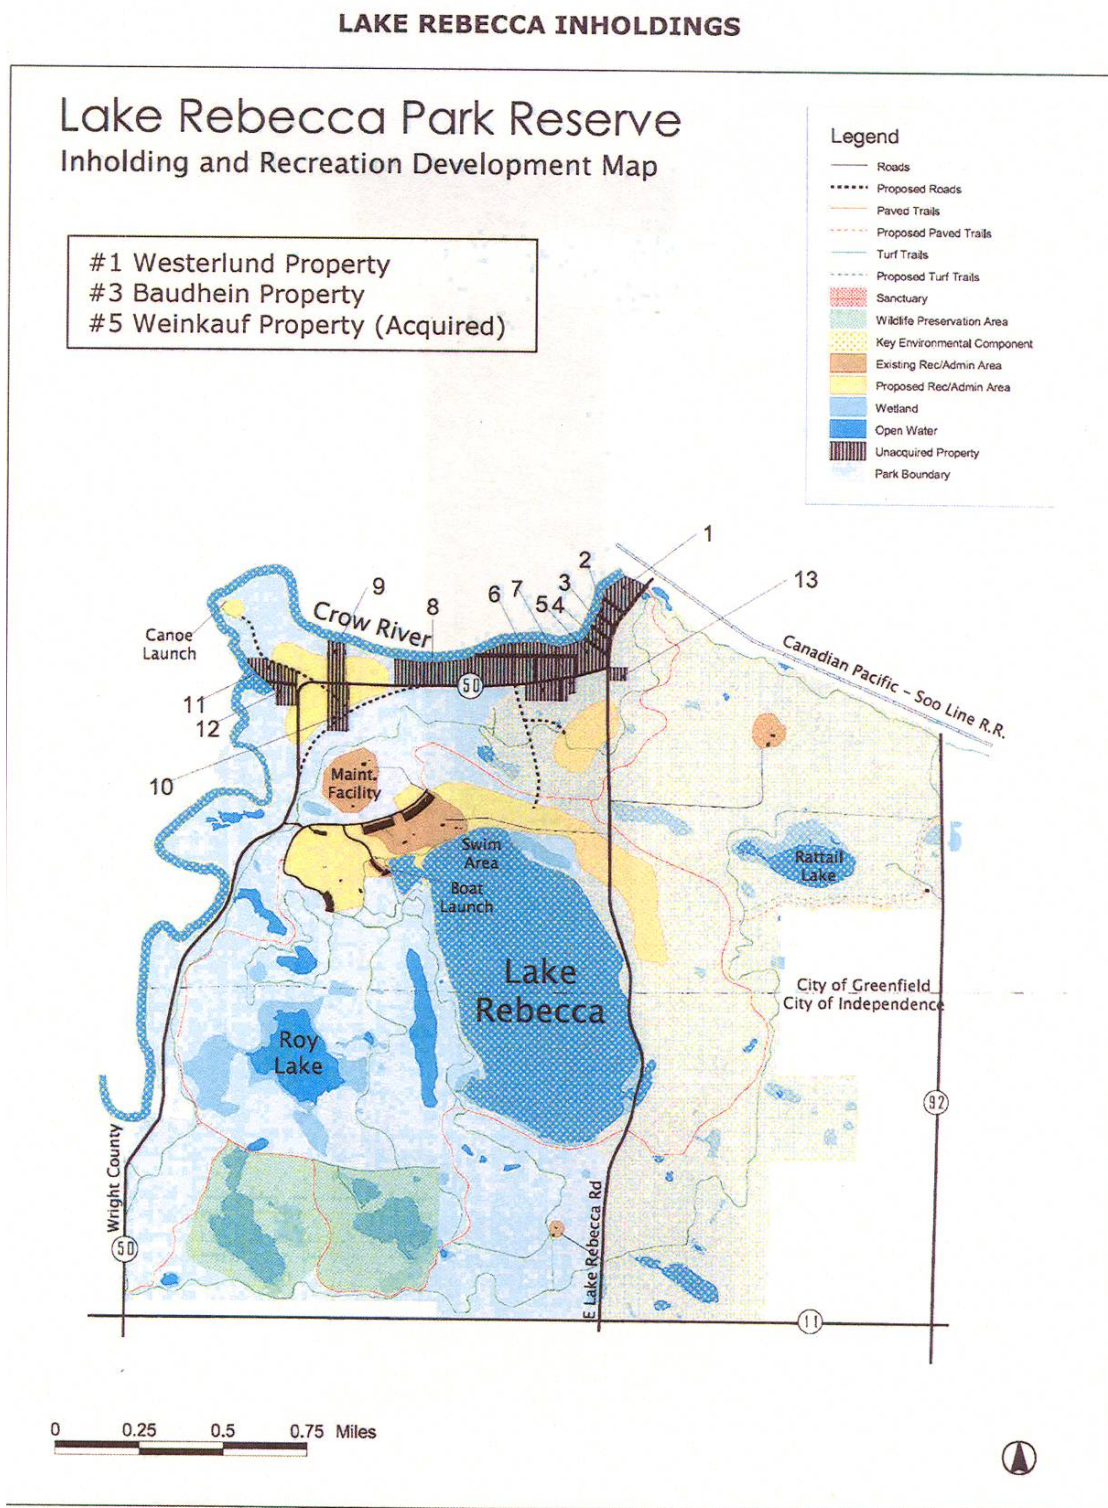 LAKE REBECCA INHOLDINGS
Lake Rebecca Park Reserve
Inholding and Recreation Development Map
#1 Westerlund Property
#3 Baudhein Property
#5 Weinkauf Property (Acquired)
Legend
Roads
Proposed Roads
Paved Trails
Proposed Paved Trails
Turf Trails
Proposed Turf Trails
Sanctuary
Wildlife Preservation Area
Key Environmental Component
Existing Rec/Admin Area
Proposed Rec/Admin Area
Wetland
Open Water
Unacquired Property
Park Boundary
1
2
3
13
9
8
6
7
5
4
Crow River
Canoe
Launch
Canadian Pacific - Soo Line R.R.
50
11
12
10
Maint.
Facility
Swim
Area
Boat
Launch
Rattail
Lake
Lake
Rebecca
City of Greenfield
City of Independence
Roy
Lake
92
Wright County
50
E Lake Rebecca Rd
11
0 0.25 0.5 0.75 Miles